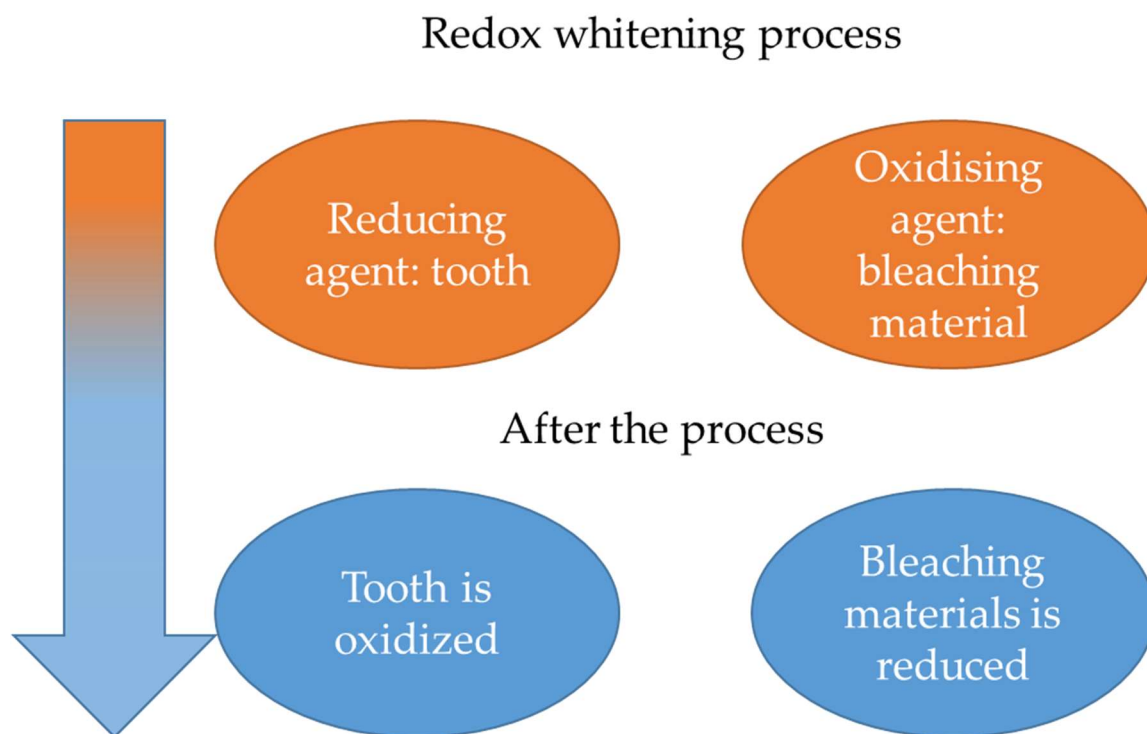 Redox whitening process
Reducing
agent: tooth
Oxidising
agent:
bleaching
material
After the process
Tooth is
oxidized
Bleaching
materials is
reduced